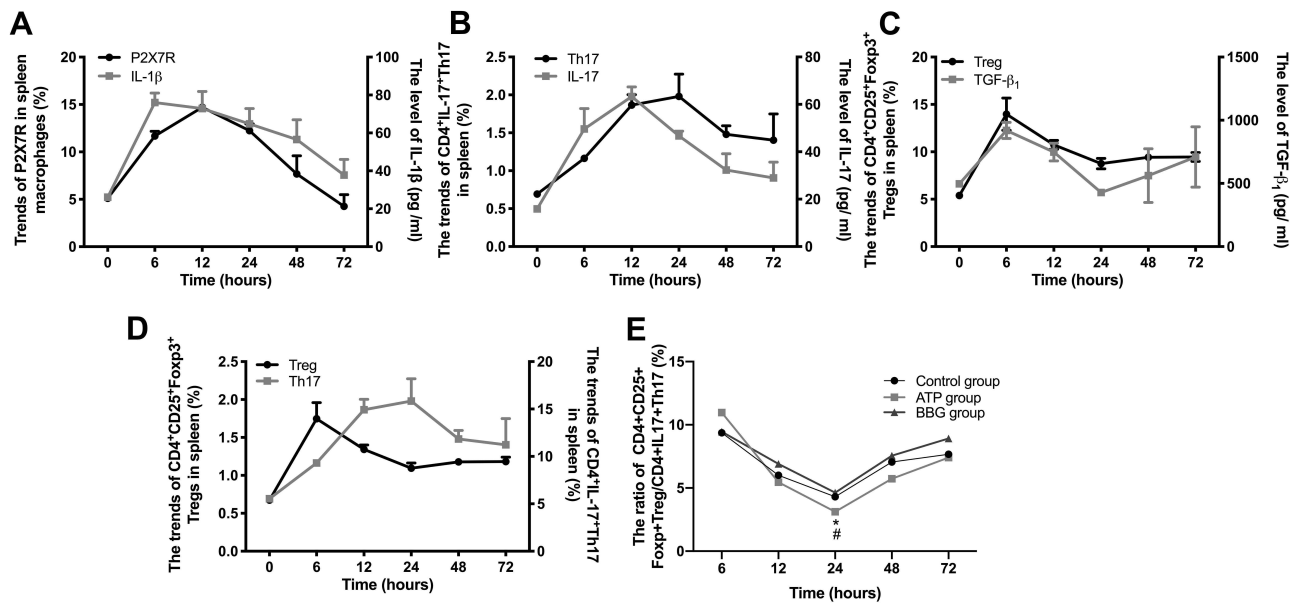 A
Trends of P2X7R in spleen
macrophages (%)
20
15
10
5
0
P2X7R
IL-1β
100
80
60
40
20
0
The level of IL-1β (pg/ ml)
0 6 12 24 48 72
Time (hours)
B
The trends of CD4+IL-17+Th17
in spleen (%)
2.5
2.0
1.5
1.0
0.5
0.0
Th17
IL-17
80
60
40
20
0
The level of IL-17 (pg/ ml)
0 6 12 24 48 72
Time (hours)
C
The trends of CD4+CD25+Foxp3+
Tregs in spleen (%)
20
15
10
5
0
Treg
TGF-β1
1500
1000
500
0
The level of TGF-β1 (pg/ ml)
0 6 12 24 48 72
Time (hours)
D
The trends of CD4+CD25+Foxp3+
Tregs in spleen (%)
2.5
2.0
1.5
1.0
0.5
0.0
Treg
Th17
20
15
10
5
0
The trends of CD4+IL-17+Th17
in spleen (%)
0 6 12 24 48 72
Time (hours)
E
The ratio of CD4+CD25+
Foxp+Treg/CD4+IL17+Th17 (%)
15
10
5
0
Control group
ATP group
BBG group
*
#
6 12 24 48 72
Time (hours)